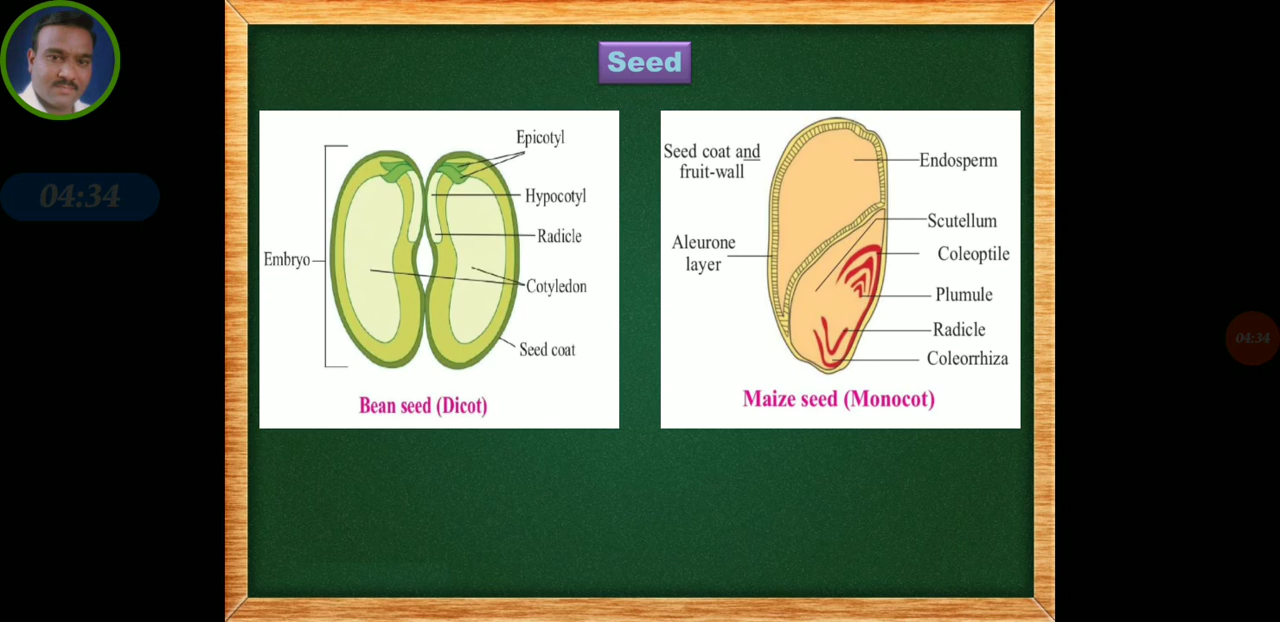 Seed
04:34
Epicotyl
Hypocotyl
Radicle
Embryo
Cotyledon
Seed coat
Bean seed (Dicot)
Seed coat and
fruit-wall
Endosperm
Scutellum
Aleurone
layer
Coleoptile
Plumule
Radicle
Coleorrhiza
Maize seed (Monocot)
04:34